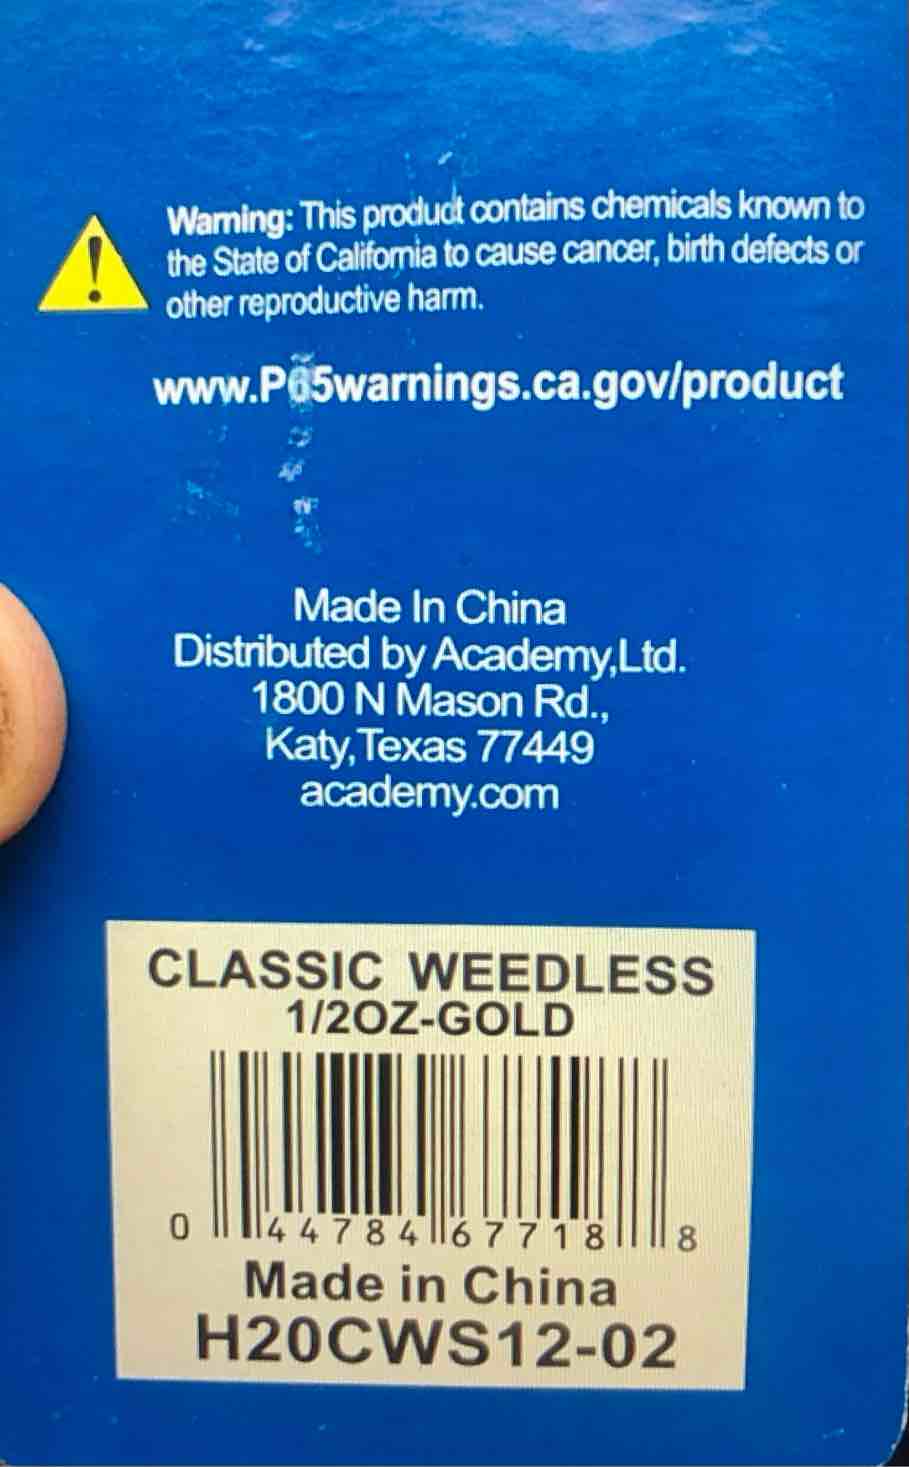 Warning: This product contains chemicals known to
the State of California to cause cancer, birth defects or
other reproductive harm.
www.P65warnings.ca.gov/product
Made In China
Distributed by Academy,Ltd.
1800 N Mason Rd.,
Katy,Texas 77449
academy.com
CLASSIC WEEDLESS
1/2OZ-GOLD
0 44784 67718 8
Made in China
H20CWS12-02